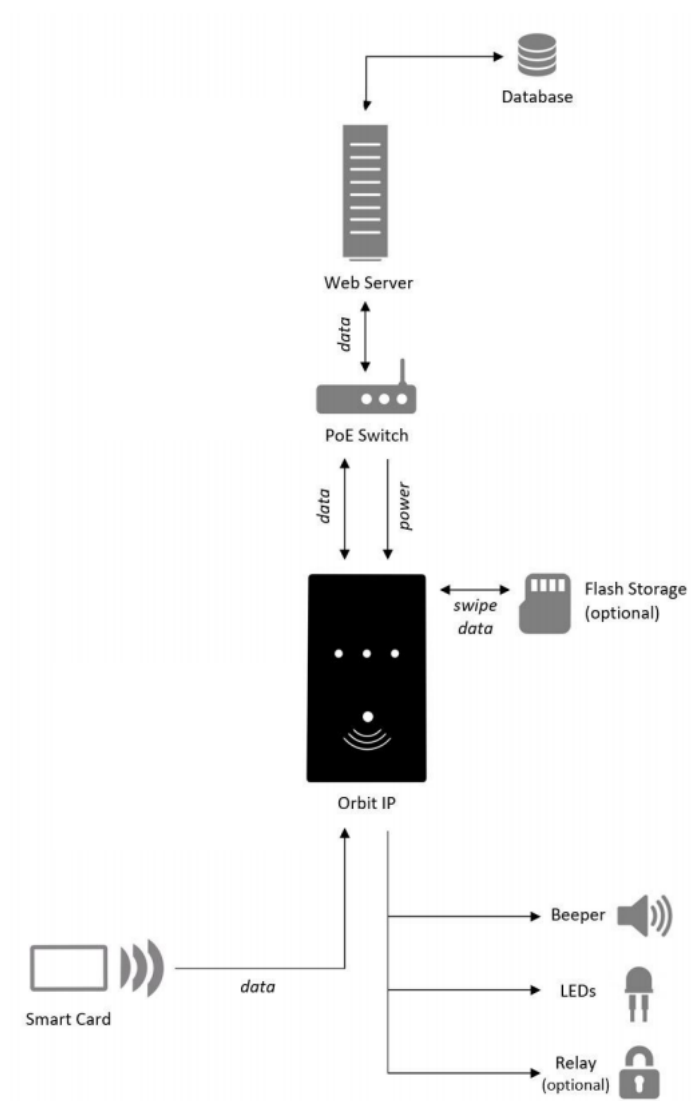 Database
Web Server
data
PoE Switch
data
power
Flash Storage
(optional)
swipe
data
Orbit IP
Beeper
data
Smart Card
LEDs
Relay
(optional)